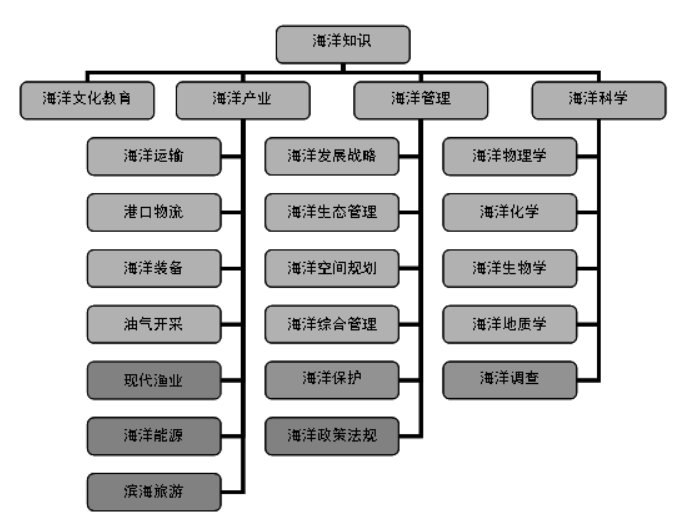 海洋知识
海洋文化教育
海洋产业
海洋管理
海洋科学
海洋运输
海洋发展战略
海洋物理学
港口物流
海洋生态管理
海洋化学
海洋装备
海洋空间规划
海洋生物学
油气开采
海洋综合管理
海洋地质学
现代渔业
海洋保护
海洋调查
海洋能源
海洋政策法规
滨海旅游